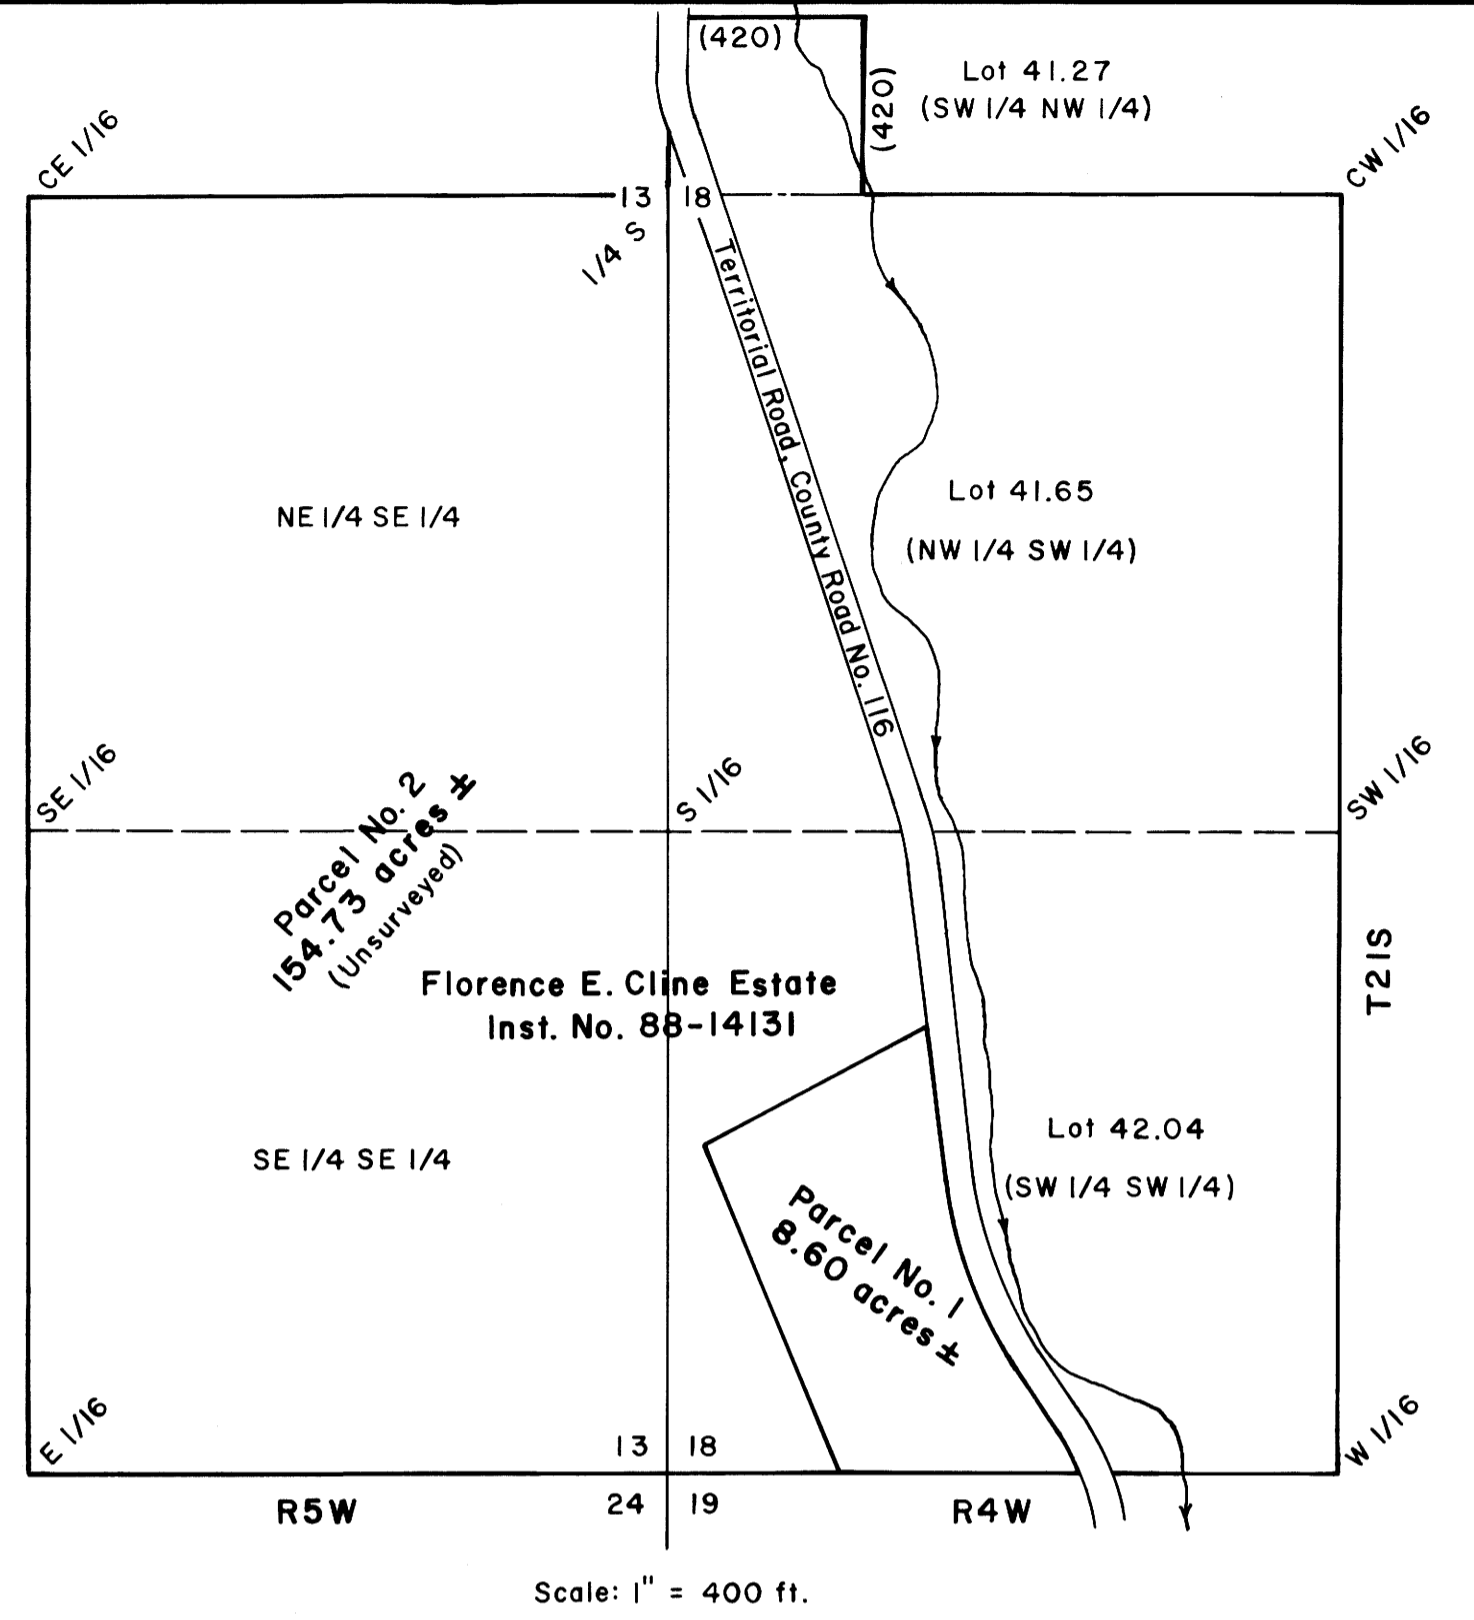 (420)
(420)
Lot 41.27
(SW 1/4 NW 1/4)
CE 1/16
CW 1/16
13
18
1/4 S
Territorial Road, County Road No. 116
Lot 41.65
(NW 1/4 SW 1/4)
NE 1/4 SE 1/4
SE 1/16
S 1/16
SW 1/16
Parcel No. 2
154.73 acres ±
(Unsurveyed)
T21S
Florence E. Cline Estate
Inst. No. 88-14131
Lot 42.04
(SW 1/4 SW 1/4)
SE 1/4 SE 1/4
Parcel No. 1
8.60 acres ±
E 1/16
W 1/16
13
18
R5W
24
19
R4W
Scale: 1" = 400 ft.